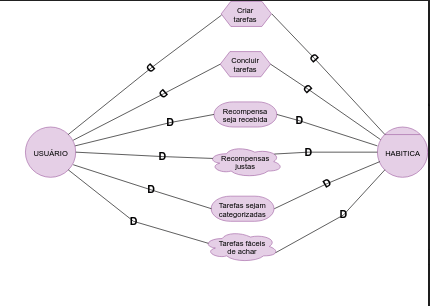 Criar
tarefas
D
D
Concluir
tarefas
D
D
Recompensa
seja recebida
D
D
USUÁRIO
D
Recompensas
justas
D
HABITICA
D
Tarefas sejam
categorizadas
D
D
Tarefas fáceis
de achar
D